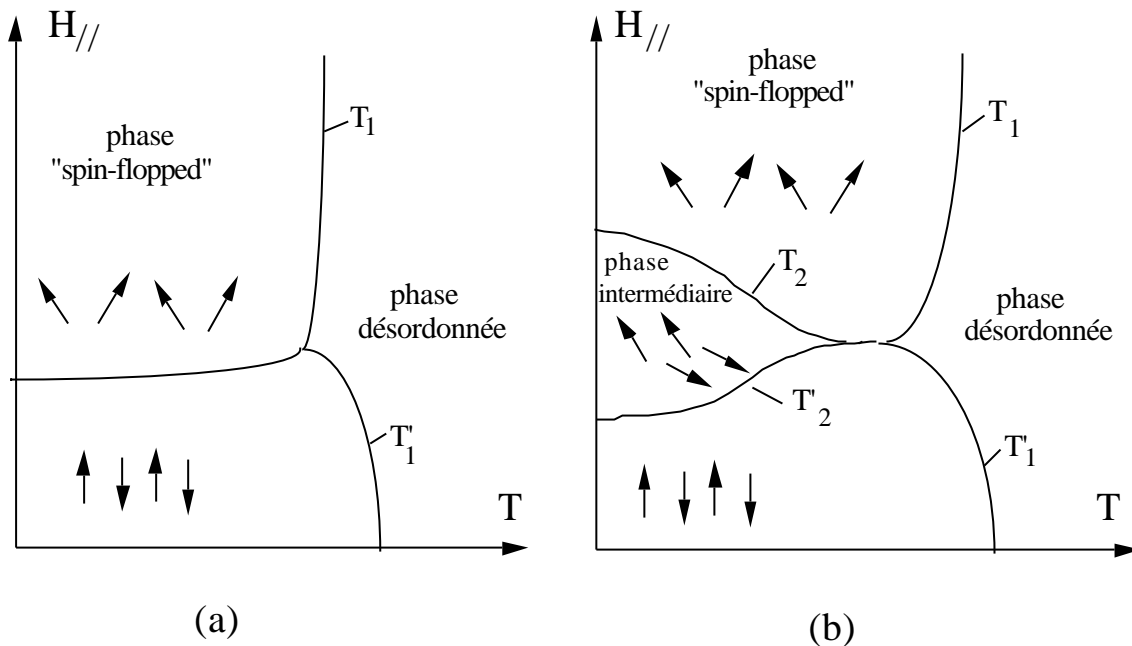 H//
phase
"spin-flopped"
T1
phase
désordonnée
T'1
T
(a)
H//
phase
"spin-flopped"
T1
phase
intermédiaire
T2
phase
désordonnée
T'2
T'1
T
(b)